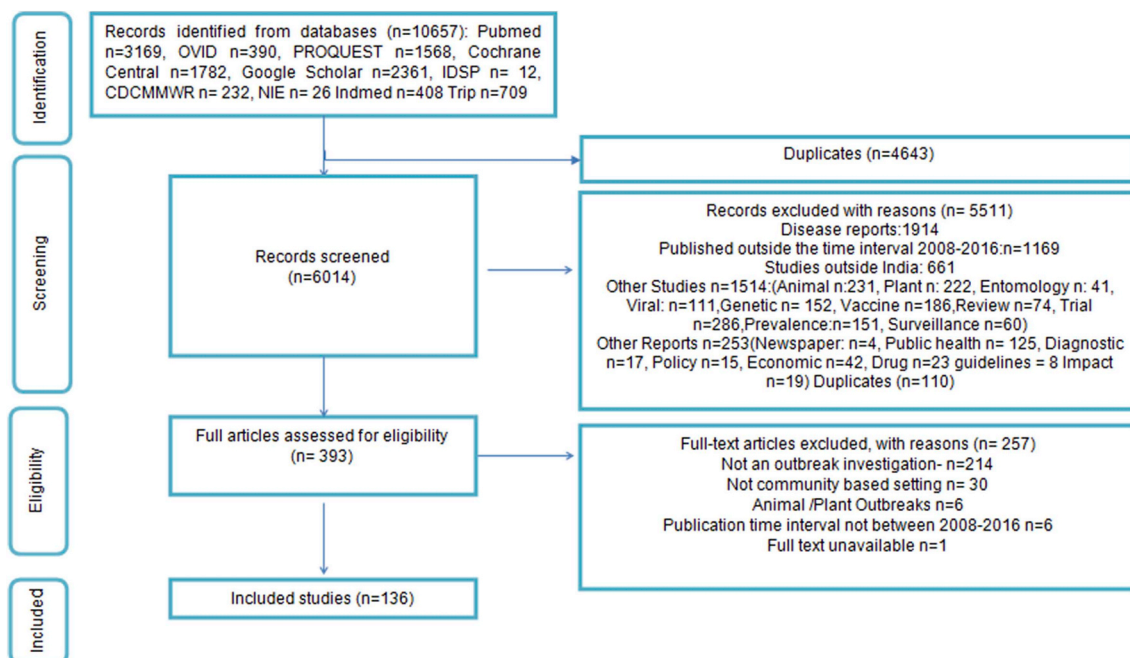 Identification
Records identified from databases (n=10657): Pubmed
n=3169, OVID n=390, PROQUEST n=1568, Cochrane
Central n=1782, Google Scholar n=2361, IDSP n= 12,
CDCMMWR n= 232, NIE n= 26 Indmed n=408 Trip n=709
Duplicates (n=4643)
Screening
Records screened
(n=6014)
Records excluded with reasons (n= 5511)
Disease reports:1914
Published outside the time interval 2008-2016:n=1169
Studies outside India: 661
Other Studies n=1514:(Animal n:231, Plant n: 222, Entomology n: 41,
Viral: n=111,Genetic n= 152, Vaccine n=186,Review n=74, Trial
n=286,Prevalence:n=151, Surveillance n=60)
Other Reports n=253(Newspaper: n=4, Public health n= 125, Diagnostic
n=17, Policy n=15, Economic n=42, Drug n=23 guidelines = 8 Impact
n=19) Duplicates (n=110)
Eligibility
Full articles assessed for eligibility
(n= 393)
Full-text articles excluded, with reasons (n= 257)
Not an outbreak investigation- n=214
Not community based setting n= 30
Animal /Plant Outbreaks n=6
Publication time interval not between 2008-2016 n=6
Full text unavailable n=1
Included
Included studies (n=136)